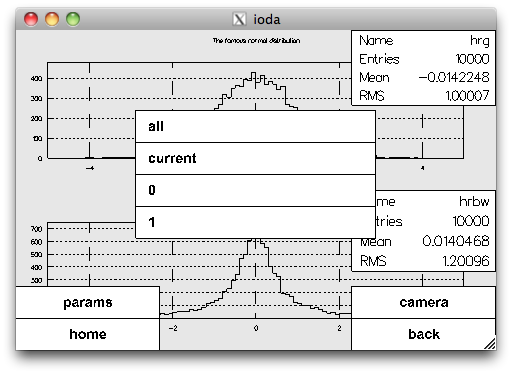 ioda
The famous normal distribution
Name hrg
Entries 10000
Mean -0.0142248
RMS 1.00007
400
300
200
100
0
-4
4
all
current
0
1
Name hrbw
Entries 10000
Mean 0.0140468
RMS 1.20096
700
600
500
400
300
-2
0
2
params
camera
home
back